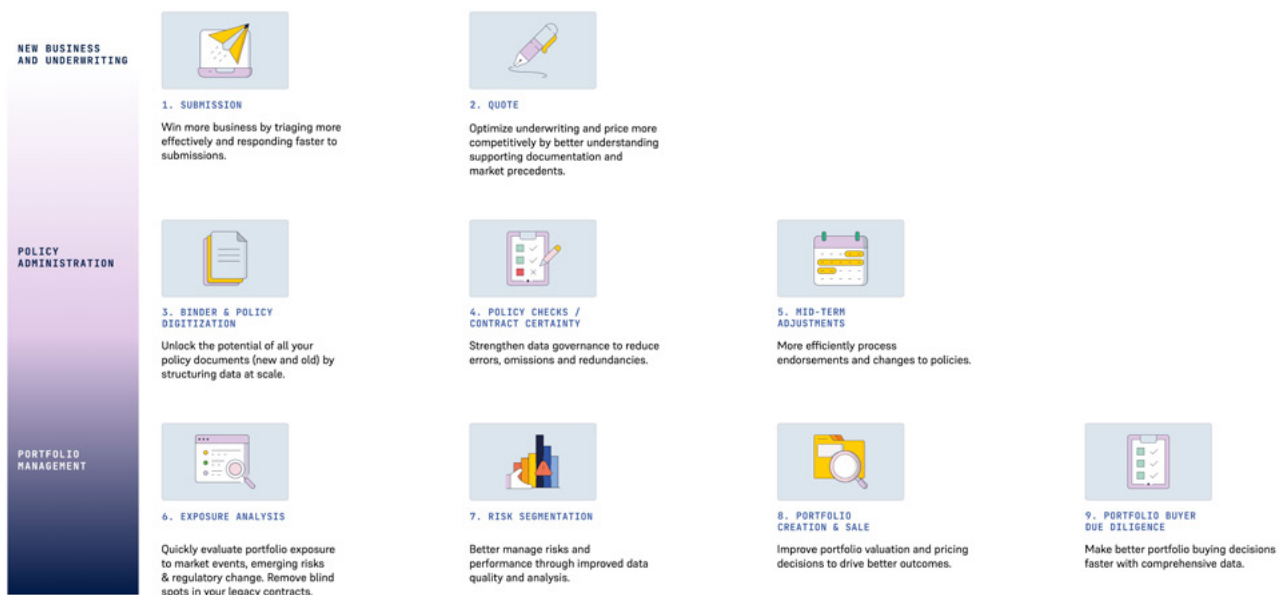 NEW BUSINESS
AND UNDERWRITING
1. SUBMISSION
Win more business by triaging more
effectively and responding faster to
submissions.
2. QUOTE
Optimize underwriting and price more
competitively by better understanding
supporting documentation and
market precedents.
POLICY
ADMINISTRATION
3. BINDER & POLICY
DIGITIZATION
Unlock the potential of all your
policy documents (new and old) by
structuring data at scale.
4. POLICY CHECKS /
CONTRACT CERTAINTY
Strengthen data governance to reduce
errors, omissions and redundancies.
5. MID-TERM
ADJUSTMENTS
More efficiently process
endorsements and changes to policies.
PORTFOLIO
MANAGEMENT
6. EXPOSURE ANALYSIS
Quickly evaluate portfolio exposure
to market events, emerging risks
& regulatory change. Remove blind
spots in your legacy contracts.
7. RISK SEGMENTATION
Better manage risks and
performance through improved data
quality and analysis.
8. PORTFOLIO
CREATION & SALE
Improve portfolio valuation and pricing
decisions to drive better outcomes.
9. PORTFOLIO BUYER
DUE DILIGENCE
Make better portfolio buying decisions
faster with comprehensive data.